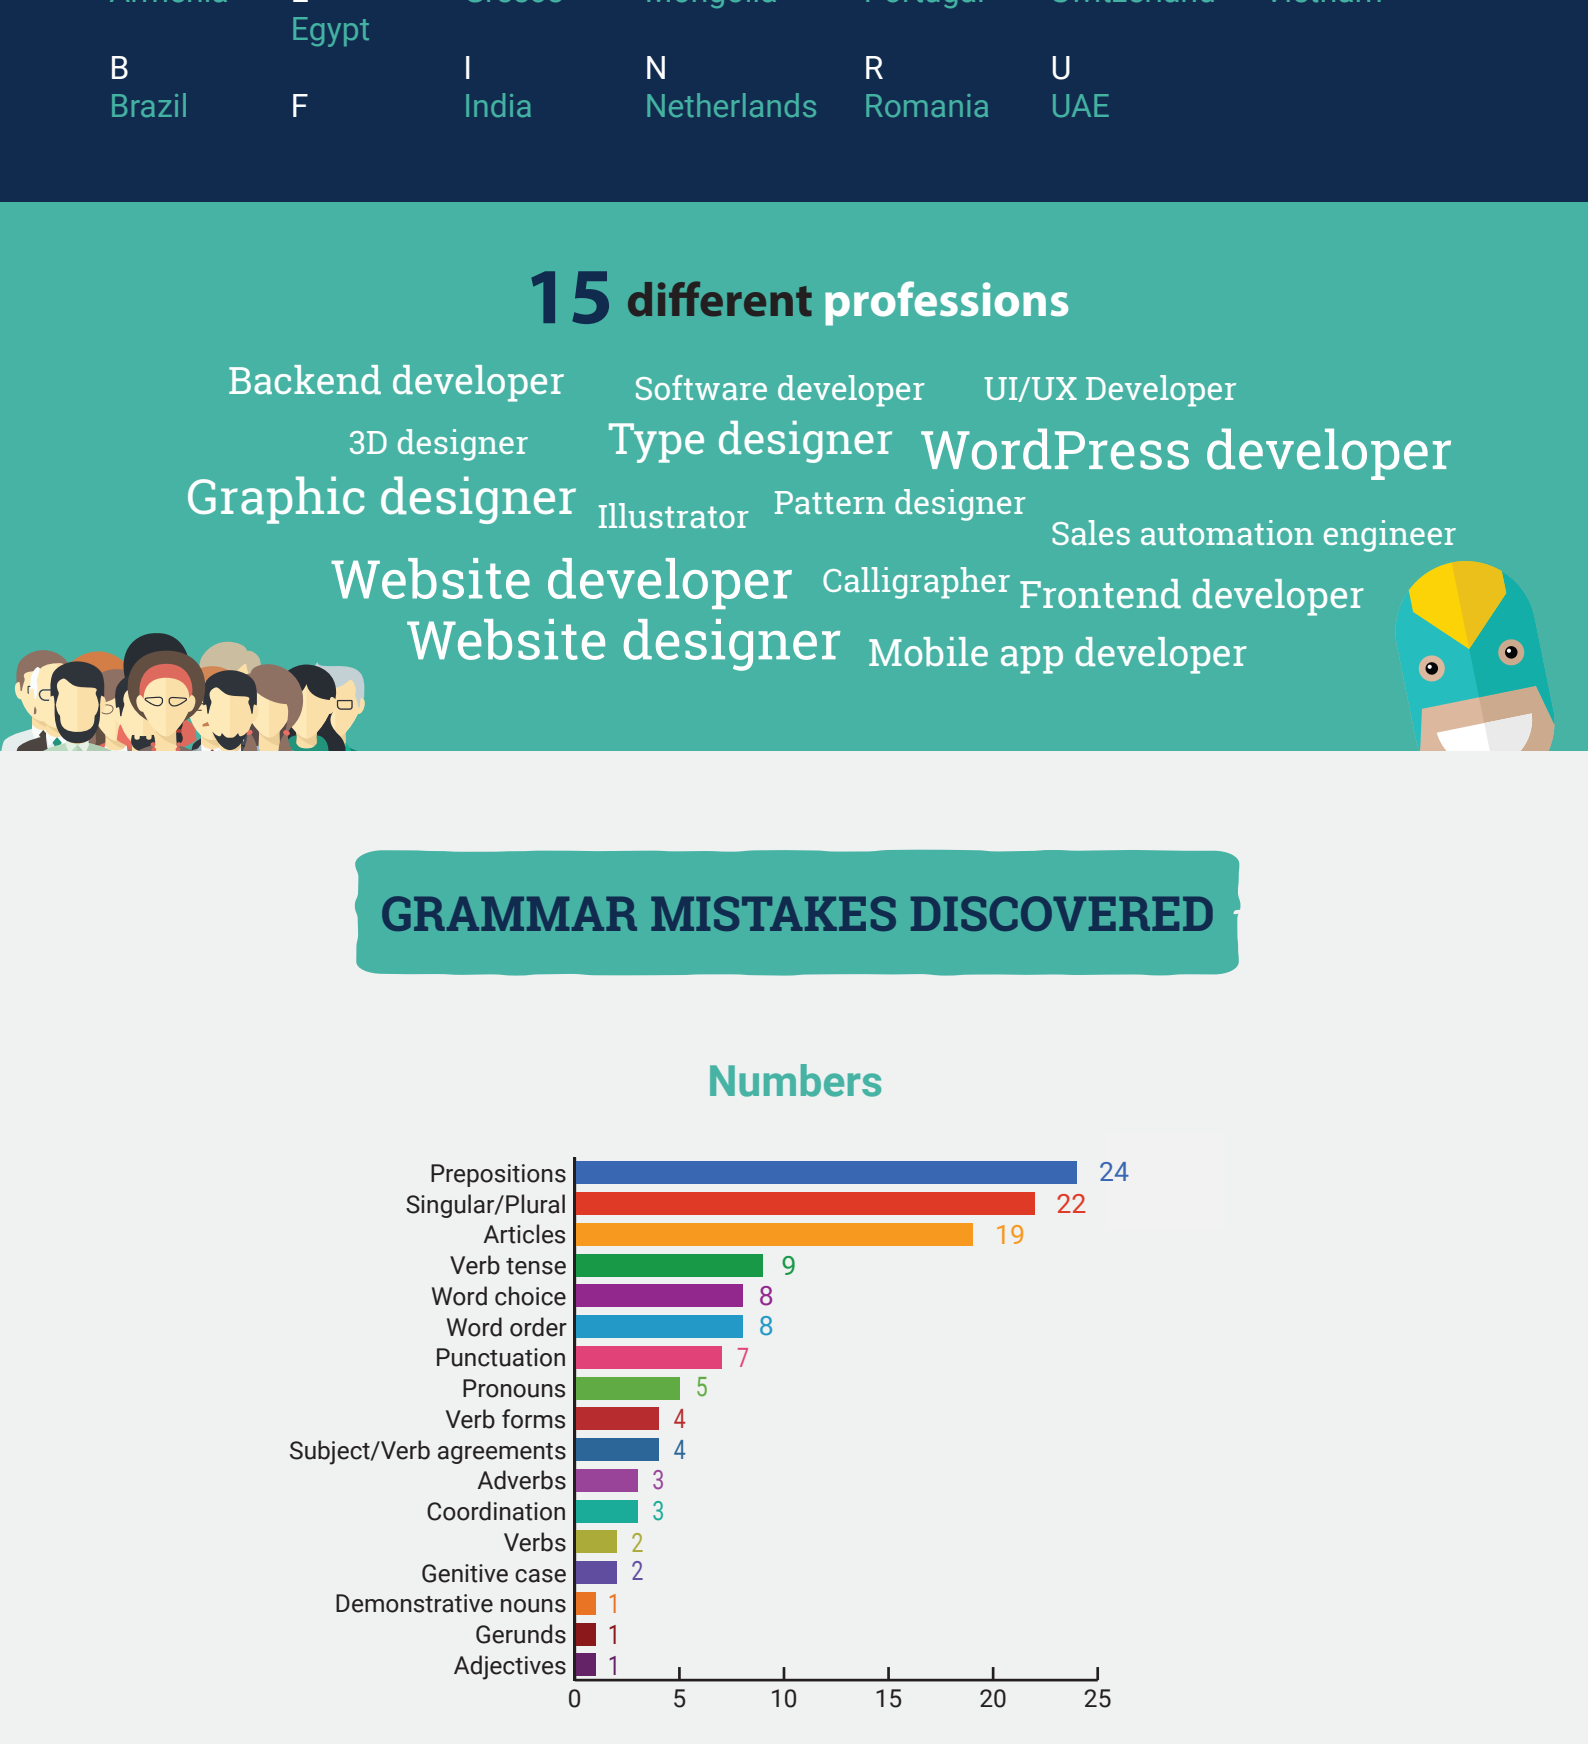 Egypt
B I N R U
Brazil F India Netherlands Romania UAE
15 different professions
Backend developer Software developer UI/UX Developer
3D designer Type designer WordPress developer
Graphic designer Illustrator Pattern designer
Sales automation engineer
Website developer Calligrapher Frontend developer
Website designer Mobile app developer
GRAMMAR MISTAKES DISCOVERED
Numbers
Prepositions 24
Singular/Plural 22
Articles 19
Verb tense 9
Word choice 8
Word order 8
Punctuation 7
Pronouns 5
Verb forms 4
Subject/Verb agreements 4
Adverbs 3
Coordination 3
Verbs 2
Genitive case 2
Demonstrative nouns 1
Gerunds 1
Adjectives 1
0 5 10 15 20 25